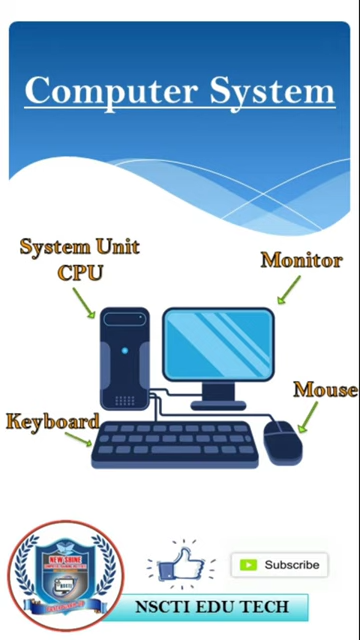 Computer System
System Unit
CPU
Monitor
Mouse
Keyboard
NEW SHINE
Subscribe
NSCTI EDU TECH